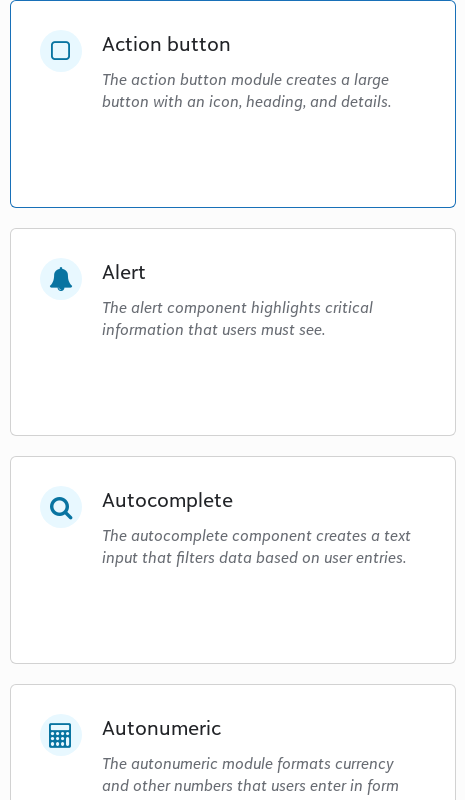 Action button
The action button module creates a large
button with an icon, heading, and details.
Alert
The alert component highlights critical
information that users must see.
Autocomplete
The autocomplete component creates a text
input that filters data based on user entries.
Autonumeric
The autonumeric module formats currency
and other numbers that users enter in form